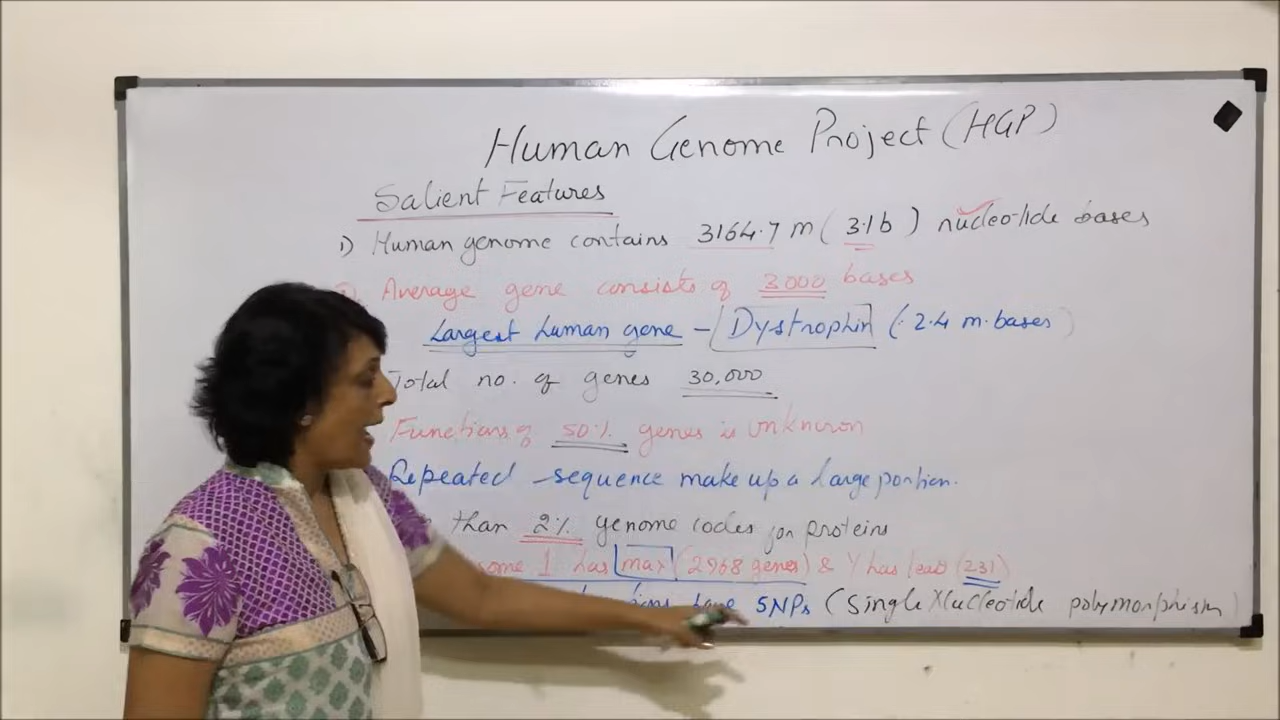 Human Genome Project (HGP)
Salient Features
1) Human genome contains 3164.7 m (3.1b) nucleotide bases
Average gene consists of 3000 bases
Largest human gene - Dystrophin (2.4 m.bases)
Total no. of genes 30,000
Functions of 50% genes is unknown
Repeated sequence make up a large portion.
than 2% genome codes for proteins
some 1 has max (2968 genes) & Y has least (231)
have SNPs (Single Nucleotide polymorphism)